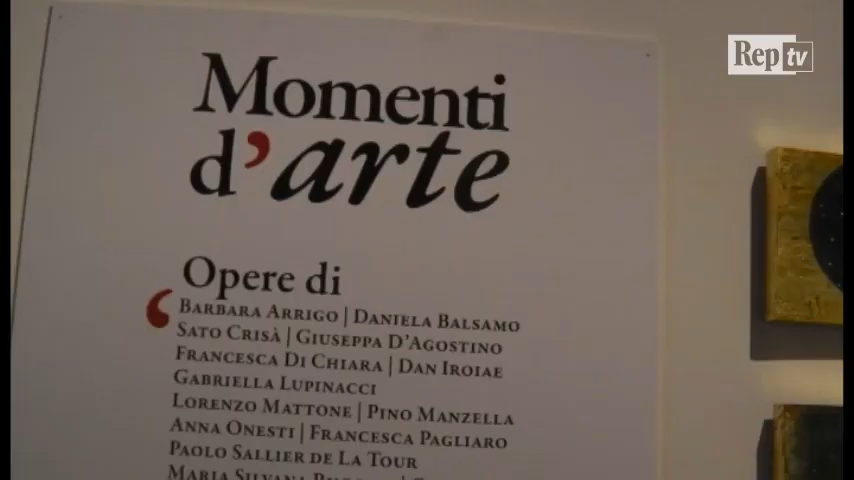 Rep tv
Momenti
d'arte
Opere di
BARBARA ARRIGO | DANIELA BALSAMO
SATO CRISÀ | GIUSEPPA D'AGOSTINO
FRANCESCA DI CHIARA | DAN IROIAE
GABRIELLA LUPINACCI
LORENZO MATTONE | PINO MANZELLA
ANNA ONESTI | FRANCESCA PAGLIARO
PAOLO SALLIER DE LA TOUR
MARIA SILVANA